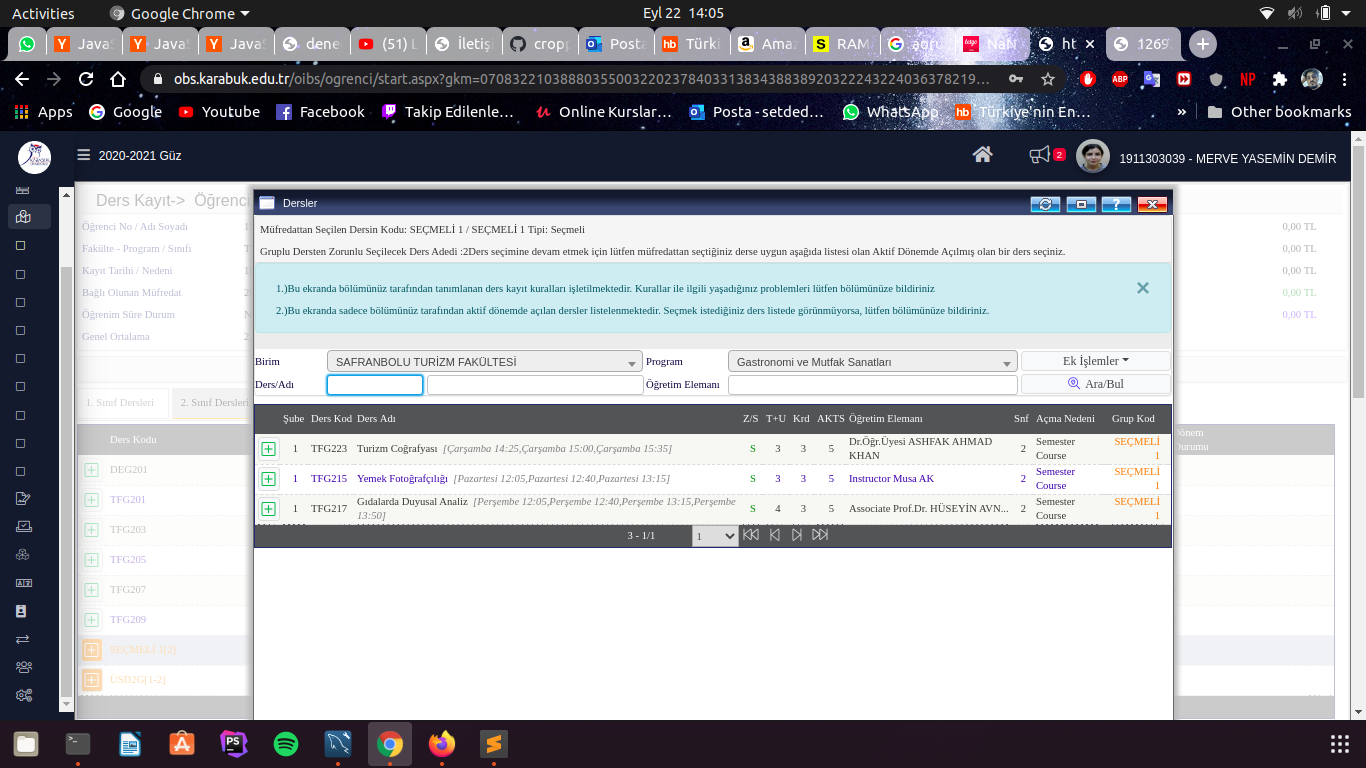 Activities Google Chrome Eyl 22 14:05
JavaS JavaS JavaS dene (51) L İletişi cropp Posta Türki Amaz RAM NaN ht 1269
obs.karabuk.edu.tr/oibs/ogrenci/start.aspx?gkm=
Apps Google Youtube Facebook Takip Edilenle… Online Kurslar… Posta - setded… WhatsApp Türkiye'nin En… » Other bookmarks
2020-2021 Güz 2 1911303039 - MERVE YASEMİN DEMİR
Ders Kayıt-> Öğrenci
Öğrenci No / Adı Soyadı 0,00 TL
Fakülte - Program / Sınıfı 0,00 TL
Kayıt Tarihi / Nedeni 0,00 TL
Bağlı Olunan Müfredat 0,00 TL
Öğrenim Süre Durum 0,00 TL
Genel Ortalama
1. Sınıf Dersleri 2. Sınıf Dersleri
Ders Kodu
Dönem
Durumu
DEG201
TFG201
TFG203
TFG205
TFG207
TFG209
SEÇMELİ 1[2]
ÜSD2G[1-2]
Dersler
Müfredattan Seçilen Dersin Kodu: SEÇMELİ 1 / SEÇMELİ 1 Tipi: Seçmeli
Gruplu Dersten Zorunlu Seçilecek Ders Adedi :2Ders seçimine devam etmek için lütfen müfredattan seçtiğiniz derse uygun aşağıda listesi olan Aktif Dönemde Açılmış olan bir ders seçiniz.
1.)Bu ekranda bölümünüz tarafından tanımlanan ders kayıt kuralları işletilmektedir. Kurallar ile ilgili yaşadığınız problemleri lütfen bölümünüze bildiriniz
2.)Bu ekranda sadece bölümünüz tarafından aktif dönemde açılan dersler listelenmektedir. Seçmek istediğiniz ders listede görünmüyorsa, lütfen bölümünüze bildiriniz.
Birim SAFRANBOLU TURİZM FAKÜLTESİ Program Gastronomi ve Mutfak Sanatları Ek İşlemler
Ders/Adı Öğretim Elemanı Ara/Bul
Şube Ders Kod Ders Adı Z/S T+U Krd AKTS Öğretim Elemanı Snf Açma Nedeni Grup Kod
1 TFG223 Turizm Coğrafyası [Çarşamba 14:25,Çarşamba 15:00,Çarşamba 15:35] S 3 3 5 Dr.Öğr.Üyesi ASHFAK AHMAD KHAN 2 Semester Course SEÇMELİ 1
1 TFG215 Yemek Fotoğrafçılığı [Pazartesi 12:05,Pazartesi 12:40,Pazartesi 13:15] S 3 3 5 Instructor Musa AK 2 Semester Course SEÇMELİ 1
1 TFG217 Gıdalarda Duyusal Analiz [Perşembe 12:05,Perşembe 12:40,Perşembe 13:15,Perşembe 13:50] S 4 3 5 Associate Prof.Dr. HÜSEYİN AVN... 2 Semester Course SEÇMELİ 1
3 - 1/1 1